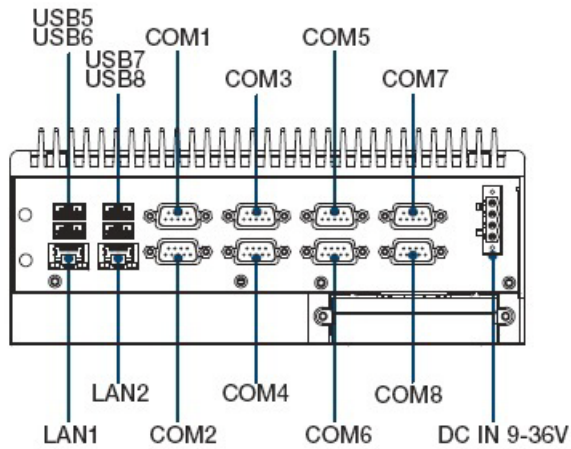 USB5
USB6
COM1
COM5
USB7
USB8
COM3
COM7
LAN2
COM4
COM8
LAN1
COM2
COM6
DC IN 9-36V